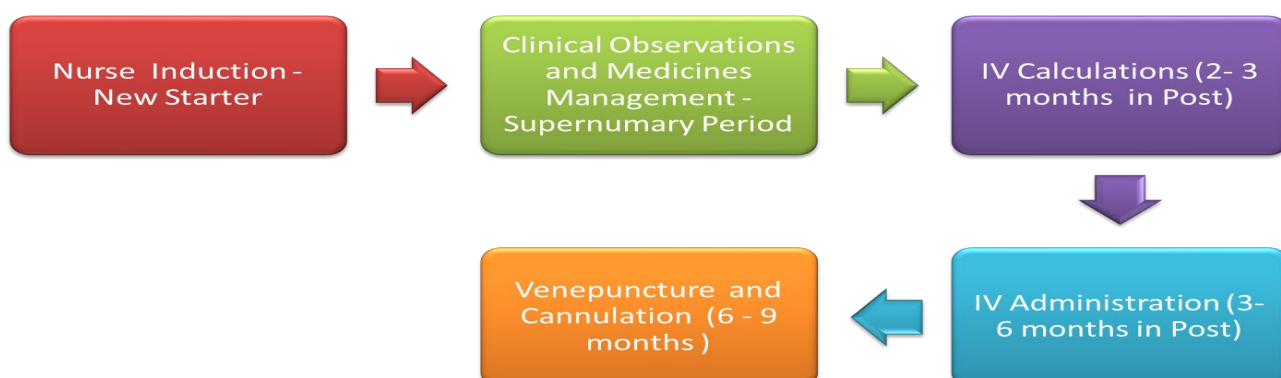 Nurse Induction -
New Starter
Clinical Observations
and Medicines
Management -
Supernumary Period
IV Calculations (2- 3
months in Post)
IV Administration (3-
6 months in Post)
Venepuncture and
Cannulation (6 - 9
months )